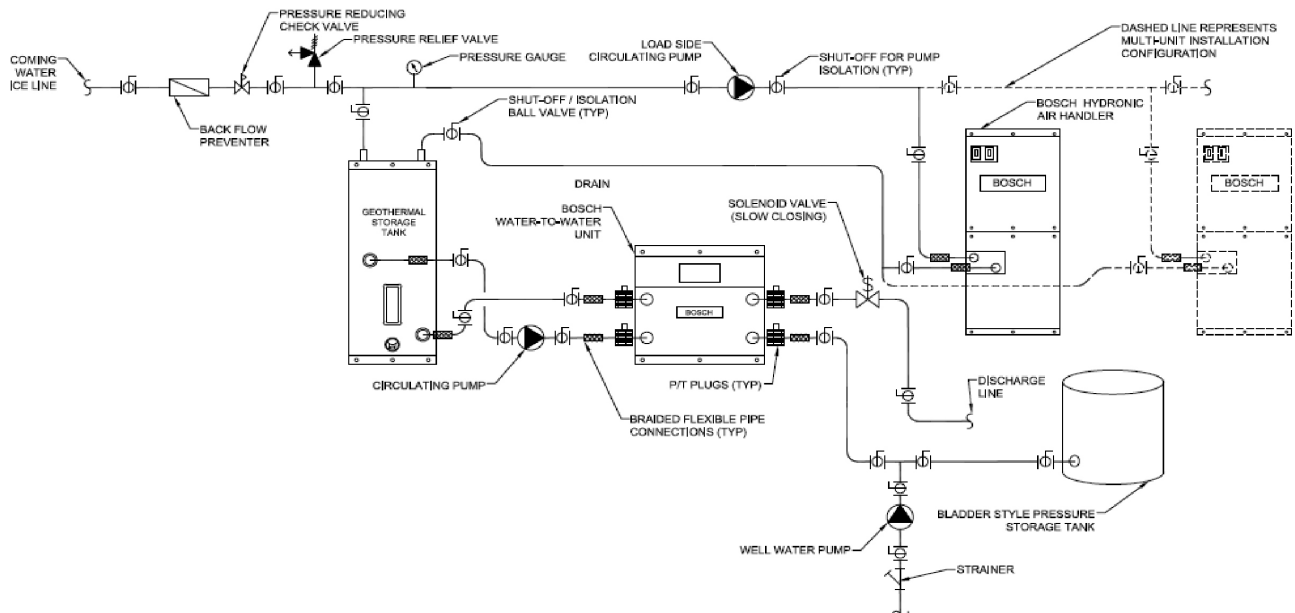 PRESSURE REDUCING
CHECK VALVE
PRESSURE RELIEF VALVE
PRESSURE GAUGE
LOAD SIDE
CIRCULATING PUMP
SHUT-OFF FOR PUMP
ISOLATION (TYP)
DASHED LINE REPRESENTS
MULTI-UNIT INSTALLATION
CONFIGURATION
COMING
WATER
ICE LINE
BACK FLOW
PREVENTER
SHUT-OFF / ISOLATION
BALL VALVE (TYP)
BOSCH HYDRONIC
AIR HANDLER
BOSCH
BOSCH
GEOTHERMAL
STORAGE
TANK
DRAIN
BOSCH
WATER-TO-WATER
UNIT
SOLENOID VALVE
(SLOW CLOSING)
BOSCH
CIRCULATING PUMP
P/T PLUGS (TYP)
DISCHARGE
LINE
BRAIDED FLEXIBLE PIPE
CONNECTIONS (TYP)
BLADDER STYLE PRESSURE
STORAGE TANK
WELL WATER PUMP
STRAINER